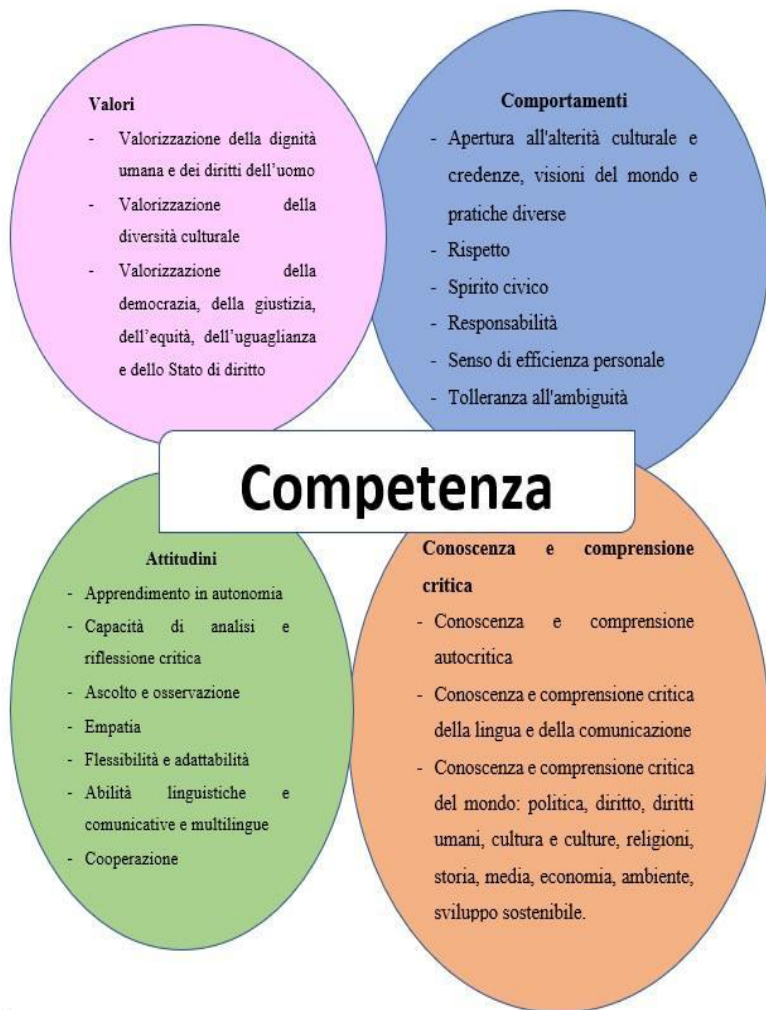 Valori
- Valorizzazione della dignità
umana e dei diritti dell’uomo
- Valorizzazione della
diversità culturale
- Valorizzazione della
democrazia, della giustizia,
dell’equità, dell’uguaglianza
e dello Stato di diritto
Comportamenti
- Apertura all'alterità culturale e
credenze, visioni del mondo e
pratiche diverse
- Rispetto
- Spirito civico
- Responsabilità
- Senso di efficienza personale
- Tolleranza all'ambiguità
Competenza
Attitudini
- Apprendimento in autonomia
- Capacità di analisi e
riflessione critica
- Ascolto e osservazione
- Empatia
- Flessibilità e adattabilità
- Abilità linguistiche e
comunicative e multilingue
- Cooperazione
Conoscenza e comprensione
critica
- Conoscenza e comprensione
autocritica
- Conoscenza e comprensione critica
della lingua e della comunicazione
- Conoscenza e comprensione critica
del mondo: politica, diritto, diritti
umani, cultura e culture, religioni,
storia, media, economia, ambiente,
sviluppo sostenibile.